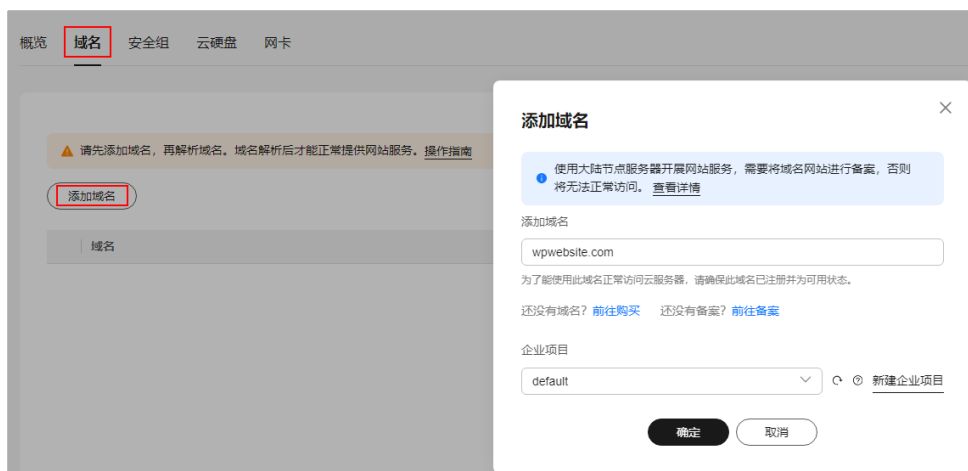 概览 域名 安全组 云硬盘 网卡
请先添加域名，再解析域名。域名解析后才能正常提供网站服务。操作指南
添加域名
域名
添加域名
使用大陆节点服务器开展网站服务，需要将域名网站进行备案，否则
将无法正常访问。 查看详情
添加域名
wpwebsite.com
为了能使用此域名正常访问云服务器，请确保此域名已注册并为可用状态。
还没有域名？前往购买 还没有备案？前往备案
企业项目
default 新建企业项目
确定 取消